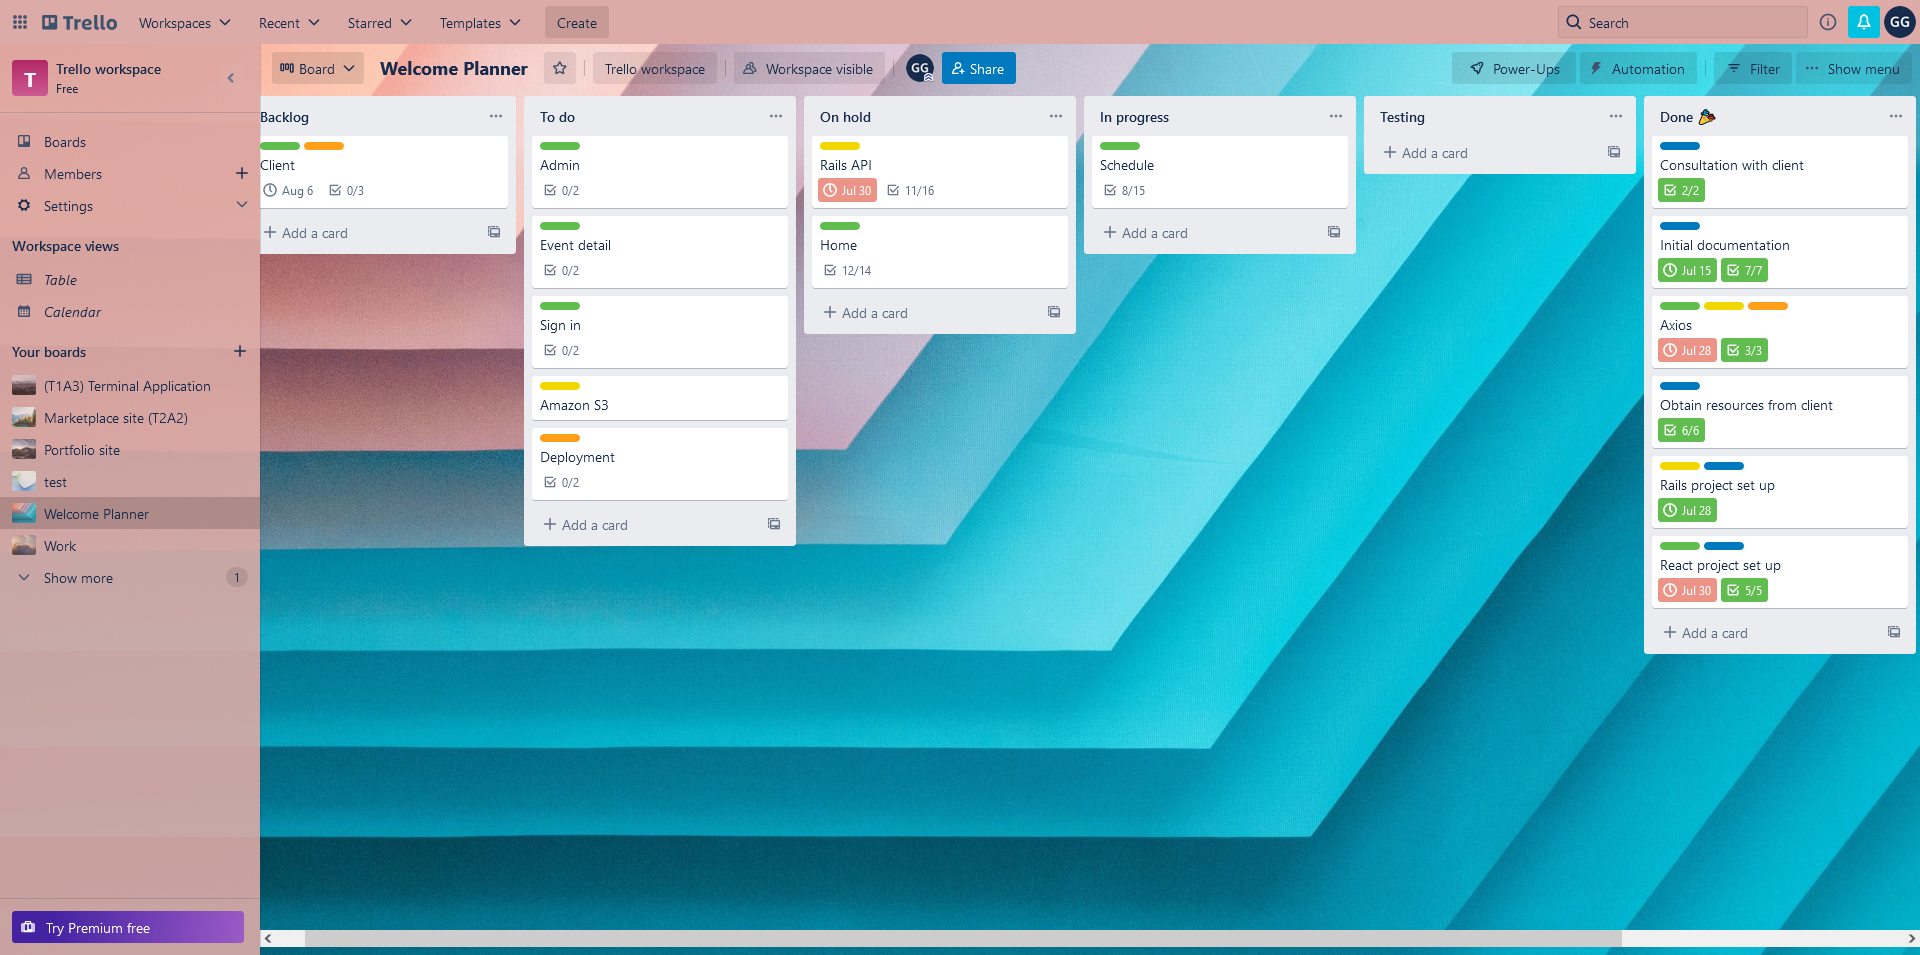 Trello
Workspaces
Recent
Starred
Templates
Create
Search
GG
T
Trello workspace
Free
Board
Welcome Planner
Trello workspace
Workspace visible
GG
Share
Power-Ups
Automation
Filter
Show menu
Boards
Members
Settings
Workspace views
Table
Calendar
Your boards
(T1A3) Terminal Application
Marketplace site (T2A2)
Portfolio site
test
Welcome Planner
Work
Show more
1
Try Premium free
Backlog
Client
Aug 6 0/3
Add a card
To do
Admin
0/2
Event detail
0/2
Sign in
0/2
Amazon S3
Deployment
0/2
Add a card
On hold
Rails API
Jul 30 11/16
Home
12/14
Add a card
In progress
Schedule
8/15
Add a card
Testing
Add a card
Done
Consultation with client
2/2
Initial documentation
Jul 15 7/7
Axios
Jul 28 3/3
Obtain resources from client
6/6
Rails project set up
Jul 28
React project set up
Jul 30 5/5
Add a card